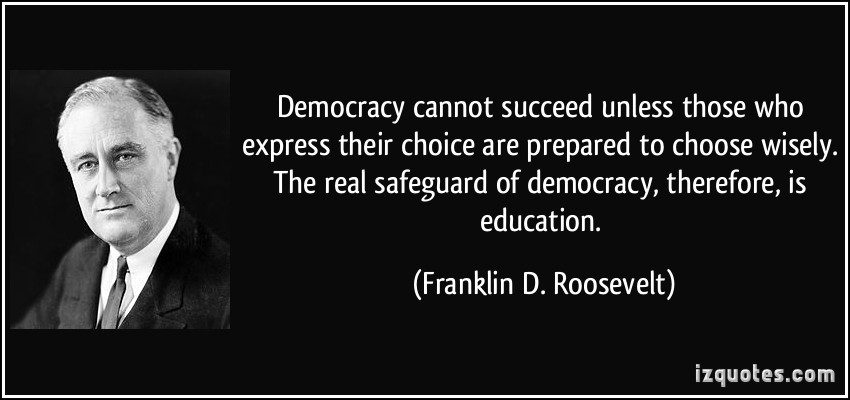 Democracy cannot succeed unless those who
express their choice are prepared to choose wisely.
The real safeguard of democracy, therefore, is
education.
(Franklin D. Roosevelt)
izquotes.com